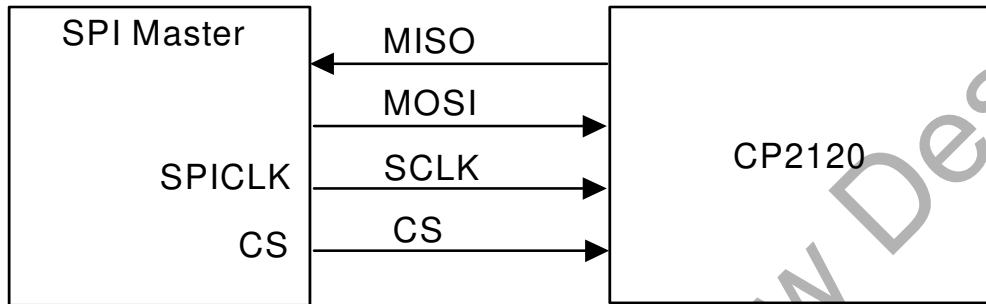 SPI Master
MISO
MOSI
CP2120
SPICLK
SCLK
CS
CS